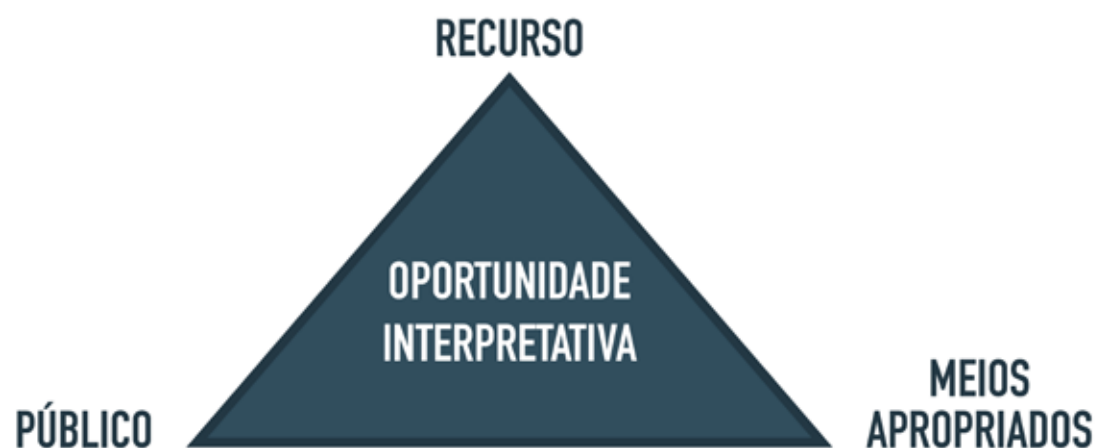 RECURSO
OPORTUNIDADE
INTERPRETATIVA
PÚBLICO
MEIOS
APROPRIADOS